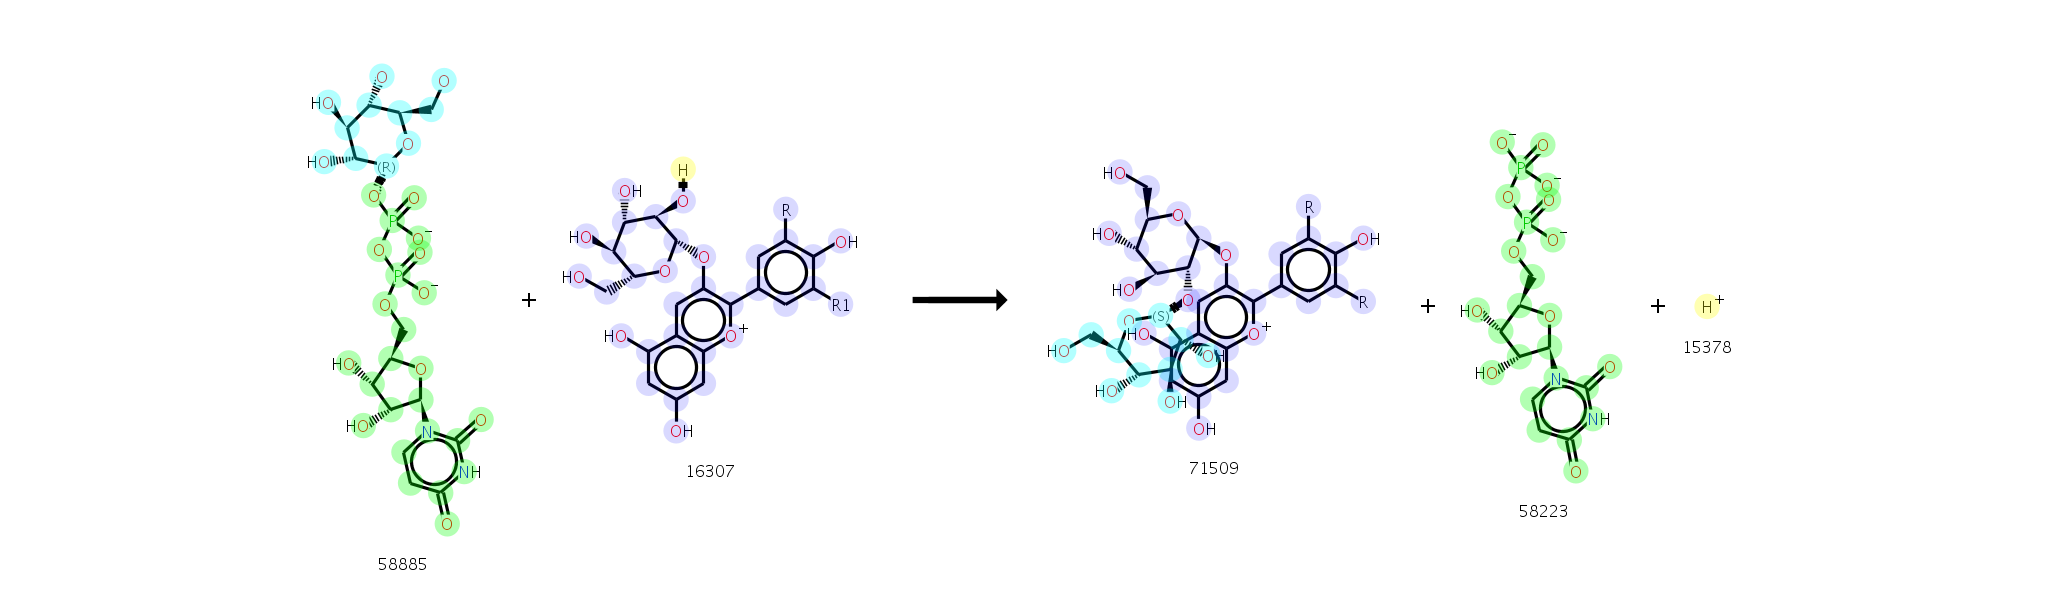 O O
HO
O
HO (R)
O O
P
O O−
O
P
O O−
HO O
HO
N O
NH
O
58885
+
H
OH O
HO
HO O O
R
OH
R1
HO O+
OH
16307
HO
O
HO O
HO
O
R
OH
R
O (S)
HO HO O+
OH
HO OH
OH
71509
+
O− O
P
O O−
O
P
O O−
HO O
HO
N O
NH
O
58223
+
H+
15378